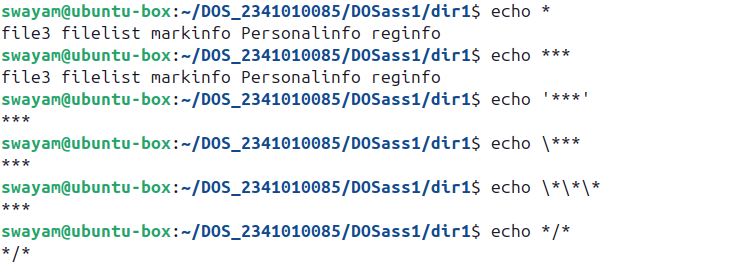 swayam@ubuntu-box:~/DOS_2341010085/DOSass1/dir1$ echo *
file3 filelist markinfo Personalinfo reginfo
swayam@ubuntu-box:~/DOS_2341010085/DOSass1/dir1$ echo ***
file3 filelist markinfo Personalinfo reginfo
swayam@ubuntu-box:~/DOS_2341010085/DOSass1/dir1$ echo '***'
***
swayam@ubuntu-box:~/DOS_2341010085/DOSass1/dir1$ echo \***
***
swayam@ubuntu-box:~/DOS_2341010085/DOSass1/dir1$ echo \*\*\*
***
swayam@ubuntu-box:~/DOS_2341010085/DOSass1/dir1$ echo */*
*/*